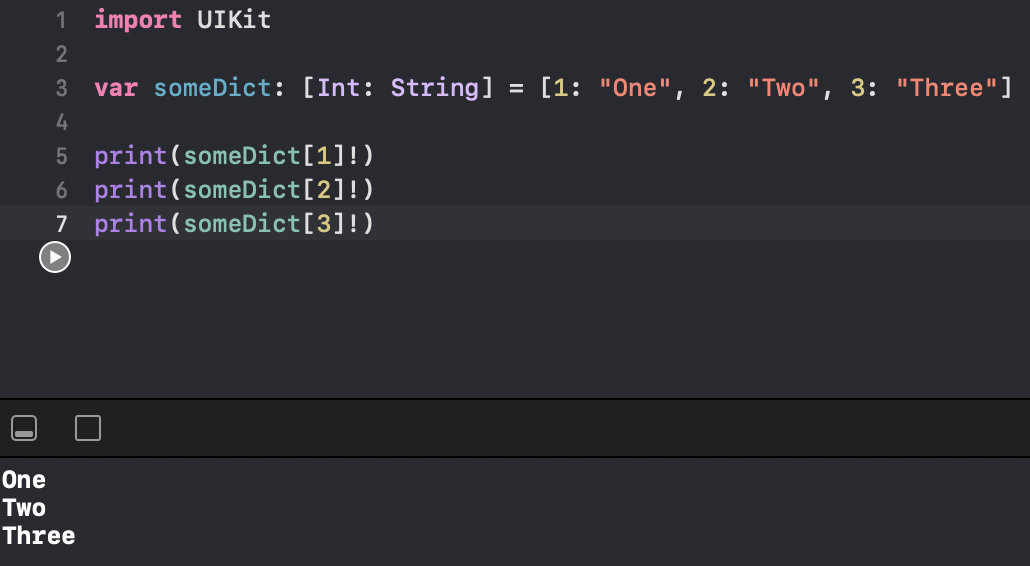 1 import UIKit
2
3 var someDict: [Int: String] = [1: "One", 2: "Two", 3: "Three"]
4
5 print(someDict[1]!)
6 print(someDict[2]!)
7 print(someDict[3]!)
One
Two
Three